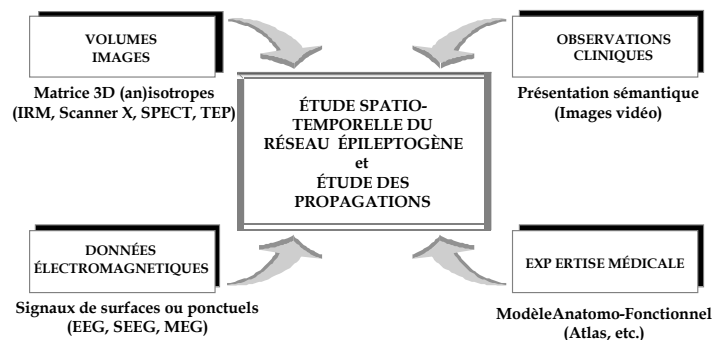 VOLUMES
IMAGES
Matrice 3D (an)isotropes
(IRM, Scanner X, SPECT, TEP)
OBSERVATIONS
CLINIQUES
Présentation sémantique
(Images vidéo)
ÉTUDE SPATIO-
TEMPORELLE DU
RÉSEAU ÉPILEPTOGÈNE
et
ÉTUDE DES
PROPAGATIONS
DONNÉES
ÉLECTROMAGNETIQUES
Signaux de surfaces ou ponctuels
(EEG, SEEG, MEG)
EXP ERTISE MÉDICALE
ModèleAnatomo-Fonctionnel
(Atlas, etc.)